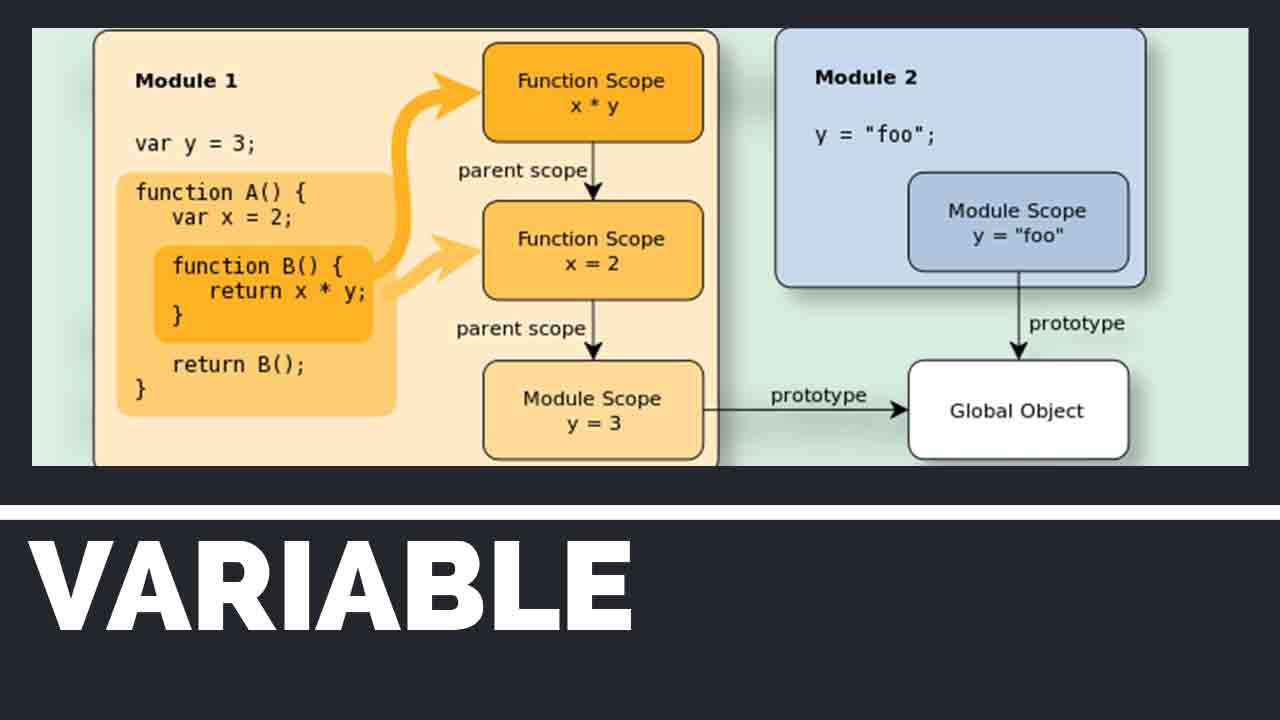 Module 1
var y = 3;
function A() {
   var x = 2;
   function B() {
      return x * y;
   }
   return B();
}
Function Scope
x * y
parent scope
Function Scope
x = 2
parent scope
Module Scope
y = 3
prototype
Module 2
y = "foo";
Module Scope
y = "foo"
prototype
Global Object
VARIABLE